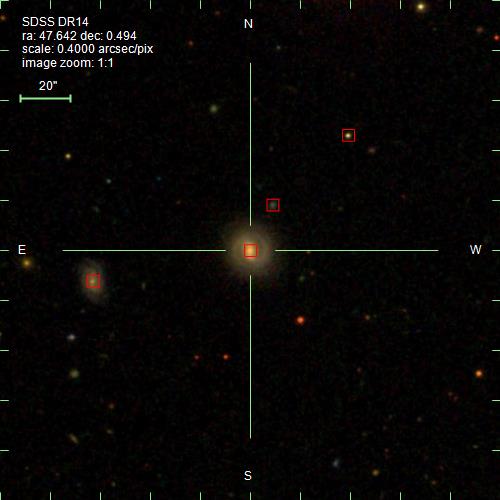 SDSS DR14
ra: 47.642 dec: 0.494
scale: 0.4000 arcsec/pix
image zoom: 1:1
20"
N
E
W
S